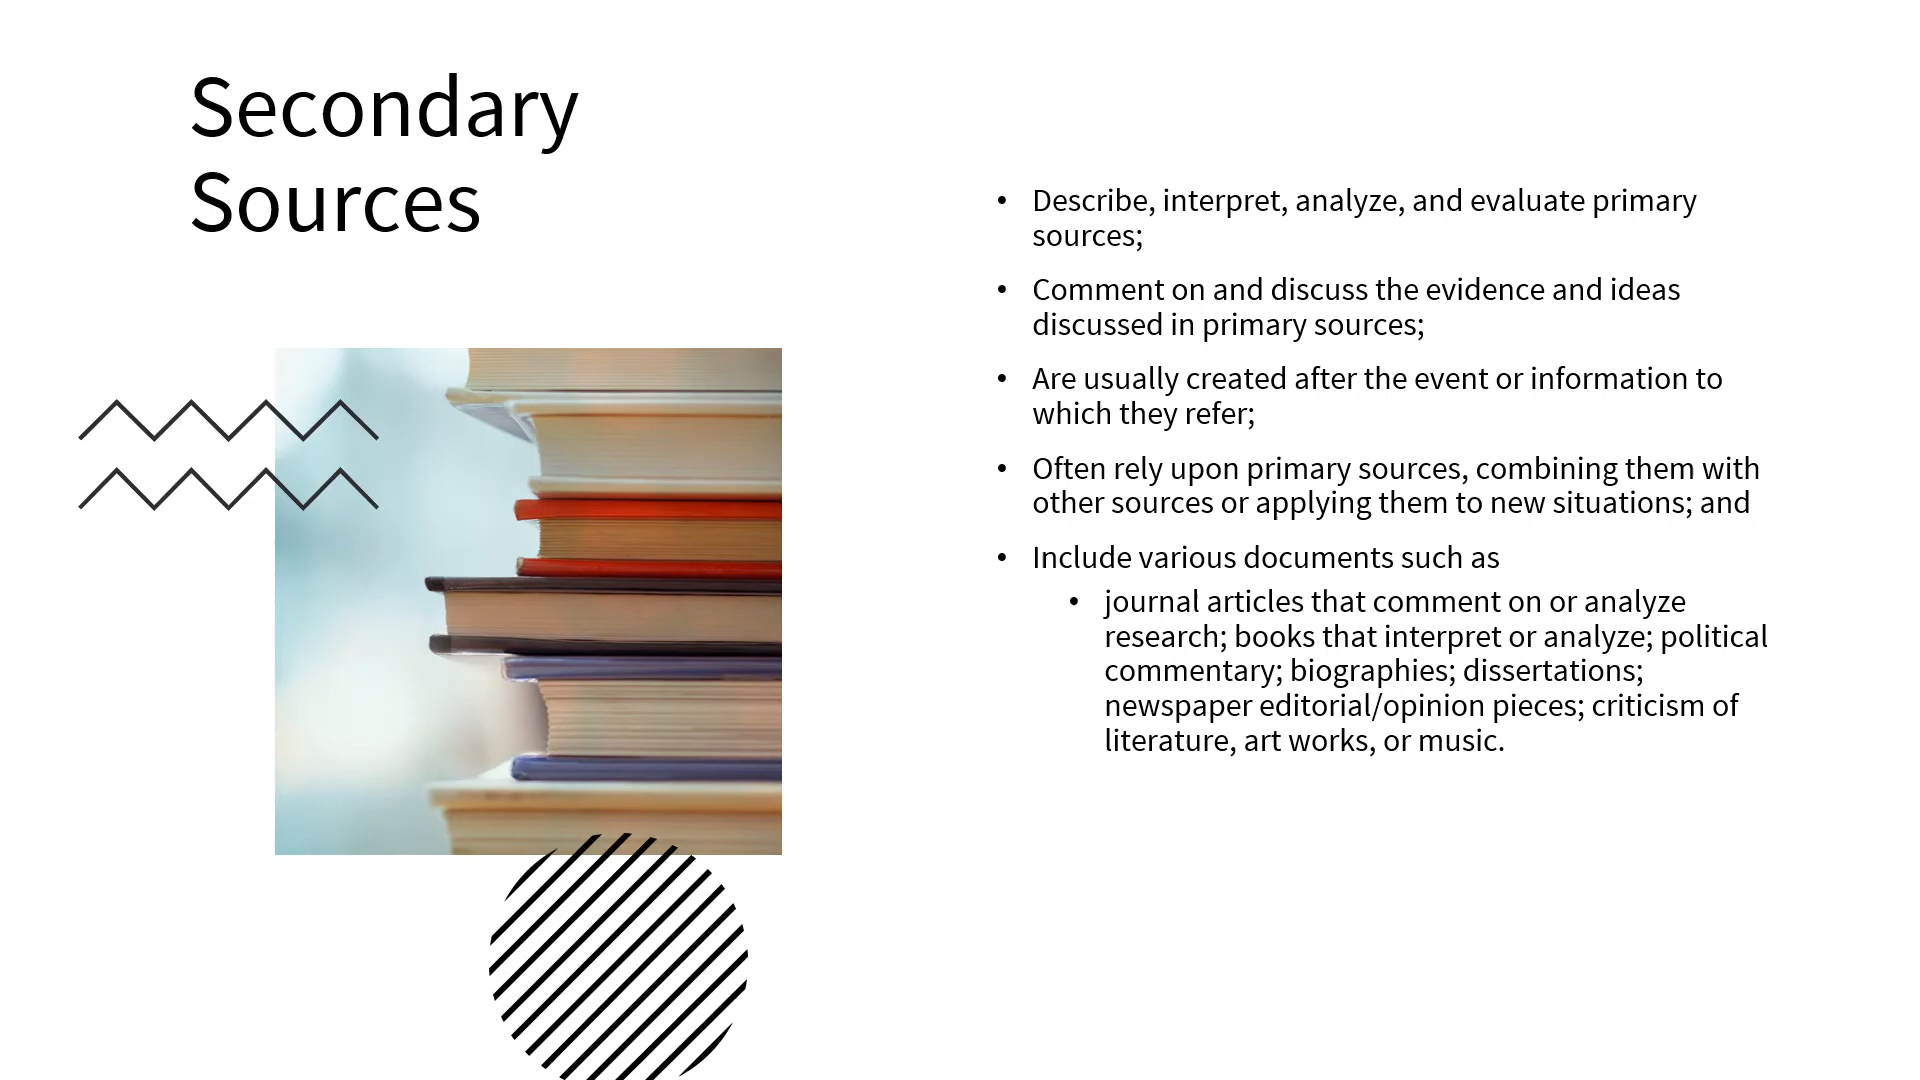 Secondary
Sources
• Describe, interpret, analyze, and evaluate primary
sources;
• Comment on and discuss the evidence and ideas
discussed in primary sources;
• Are usually created after the event or information to
which they refer;
• Often rely upon primary sources, combining them with
other sources or applying them to new situations; and
• Include various documents such as
• journal articles that comment on or analyze
research; books that interpret or analyze; political
commentary; biographies; dissertations;
newspaper editorial/opinion pieces; criticism of
literature, art works, or music.